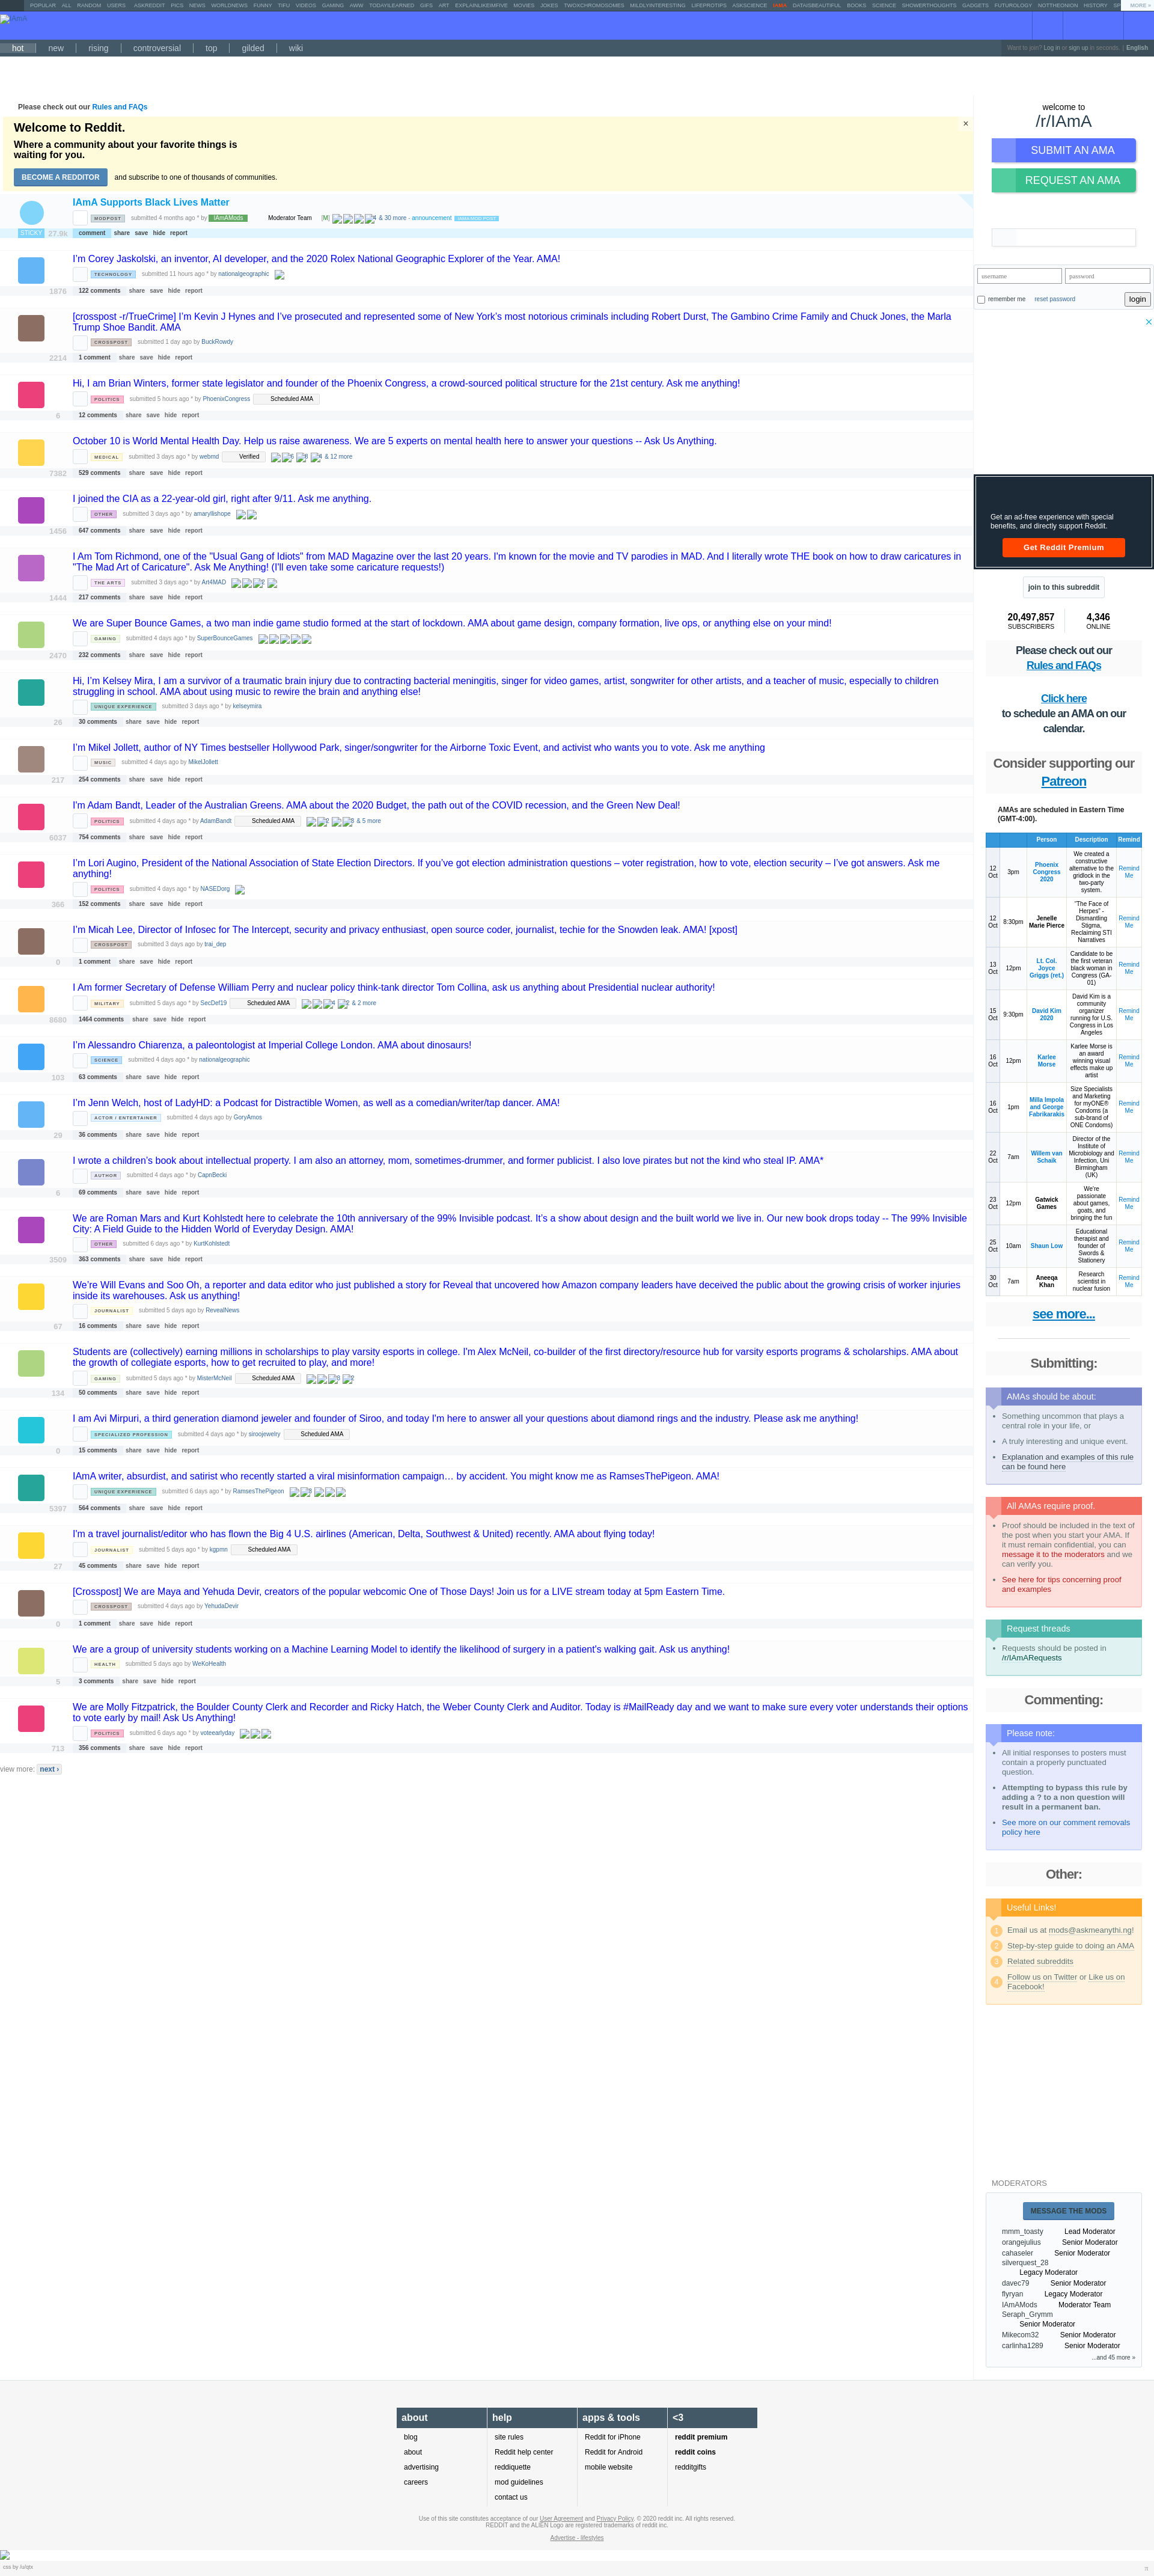 POPULAR ALL RANDOM USERS ASKREDDIT PICS NEWS WORLDNEWS FUNNY TIFU VIDEOS GAMING AWW TODAYILEARNED GIFS ART EXPLAINLIKEIMFIVE MOVIES JOKES TWOXCHROMOSOMES MILDLYINTERESTING LIFEPROTIPS ASKSCIENCE IAMA DATAISBEAUTIFUL BOOKS SCIENCE SHOWERTHOUGHTS GADGETS FUTUROLOGY NOTTHEONION HISTORY SP MORE »
hot new rising controversial top gilded wiki
Want to join? Log in or sign up in seconds. | English
Please check out our Rules and FAQs
Welcome to Reddit.
Where a community about your favorite things is
waiting for you.
BECOME A REDDITOR and subscribe to one of thousands of communities.
×
IAmA Supports Black Lives Matter
MODPOST submitted 4 months ago * by IAmAMods Moderator Team [M] 4 & 30 more - announcement
STICKY 27.9k comment share save hide report
I’m Corey Jaskolski, an inventor, AI developer, and the 2020 Rolex National Geographic Explorer of the Year. AMA!
TECHNOLOGY submitted 11 hours ago * by nationalgeographic
1876 122 comments share save hide report
[crosspost -r/TrueCrime] I’m Kevin J Hynes and I’ve prosecuted and represented some of New York’s most notorious criminals including Robert Durst, The Gambino Crime Family and Chuck Jones, the Marla
Trump Shoe Bandit. AMA
CROSSPOST submitted 1 day ago by BuckRowdy
2214 1 comment share save hide report
Hi, I am Brian Winters, former state legislator and founder of the Phoenix Congress, a crowd-sourced political structure for the 21st century. Ask me anything!
POLITICS submitted 5 hours ago * by PhoenixCongress Scheduled AMA
6 12 comments share save hide report
October 10 is World Mental Health Day. Help us raise awareness. We are 5 experts on mental health here to answer your questions -- Ask Us Anything.
MEDICAL submitted 3 days ago * by webmd Verified & 12 more
7382 529 comments share save hide report
I joined the CIA as a 22-year-old girl, right after 9/11. Ask me anything.
OTHER submitted 3 days ago * by amaryllishope
1456 647 comments share save hide report
I Am Tom Richmond, one of the "Usual Gang of Idiots" from MAD Magazine over the last 20 years. I'm known for the movie and TV parodies in MAD. And I literally wrote THE book on how to draw caricatures in
"The Mad Art of Caricature". Ask Me Anything! (I'll even take some caricature requests!)
THE ARTS submitted 3 days ago * by Art4MAD
1444 217 comments share save hide report
We are Super Bounce Games, a two man indie game studio formed at the start of lockdown. AMA about game design, company formation, live ops, or anything else on your mind!
GAMING submitted 4 days ago * by SuperBounceGames
2470 232 comments share save hide report
Hi, I’m Kelsey Mira, I am a survivor of a traumatic brain injury due to contracting bacterial meningitis, singer for video games, artist, songwriter for other artists, and a teacher of music, especially to children
struggling in school. AMA about using music to rewire the brain and anything else!
UNIQUE EXPERIENCE submitted 3 days ago * by kelseymira
26 30 comments share save hide report
I’m Mikel Jollett, author of NY Times bestseller Hollywood Park, singer/songwriter for the Airborne Toxic Event, and activist who wants you to vote. Ask me anything
MUSIC submitted 4 days ago by MikelJollett
217 254 comments share save hide report
I'm Adam Bandt, Leader of the Australian Greens. AMA about the 2020 Budget, the path out of the COVID recession, and the Green New Deal!
POLITICS submitted 4 days ago * by AdamBandt Scheduled AMA & 5 more
6037 754 comments share save hide report
I’m Lori Augino, President of the National Association of State Election Directors. If you’ve got election administration questions – voter registration, how to vote, election security – I’ve got answers. Ask me
anything!
POLITICS submitted 4 days ago * by NASEDorg
366 152 comments share save hide report
I’m Micah Lee, Director of Infosec for The Intercept, security and privacy enthusiast, open source coder, journalist, techie for the Snowden leak. AMA! [xpost]
CROSSPOST submitted 3 days ago by trai_dep
0 1 comment share save hide report
I Am former Secretary of Defense William Perry and nuclear policy think-tank director Tom Collina, ask us anything about Presidential nuclear authority!
MILITARY submitted 5 days ago * by SecDef19 Scheduled AMA 4 2 & 2 more
8680 1464 comments share save hide report
I’m Alessandro Chiarenza, a paleontologist at Imperial College London. AMA about dinosaurs!
SCIENCE submitted 4 days ago * by nationalgeographic
103 63 comments share save hide report
I’m Jenn Welch, host of LadyHD: a Podcast for Distractible Women, as well as a comedian/writer/tap dancer. AMA!
ACTOR / ENTERTAINER submitted 4 days ago by GoryAmos
29 36 comments share save hide report
I wrote a children’s book about intellectual property. I am also an attorney, mom, sometimes-drummer, and former publicist. I also love pirates but not the kind who steal IP. AMA*
AUTHOR submitted 4 days ago * by CapnBecki
6 69 comments share save hide report
We are Roman Mars and Kurt Kohlstedt here to celebrate the 10th anniversary of the 99% Invisible podcast. It’s a show about design and the built world we live in. Our new book drops today -- The 99% Invisible
City: A Field Guide to the Hidden World of Everyday Design. AMA!
OTHER submitted 6 days ago * by KurtKohlstedt
3509 363 comments share save hide report
We’re Will Evans and Soo Oh, a reporter and data editor who just published a story for Reveal that uncovered how Amazon company leaders have deceived the public about the growing crisis of worker injuries
inside its warehouses. Ask us anything!
JOURNALIST submitted 5 days ago * by RevealNews
67 16 comments share save hide report
Students are (collectively) earning millions in scholarships to play varsity esports in college. I'm Alex McNeil, co-builder of the first directory/resource hub for varsity esports programs & scholarships. AMA about
the growth of collegiate esports, how to get recruited to play, and more!
GAMING submitted 5 days ago * by MisterMcNeil Scheduled AMA
134 50 comments share save hide report
I am Avi Mirpuri, a third generation diamond jeweler and founder of Siroo, and today I'm here to answer all your questions about diamond rings and the industry. Please ask me anything!
SPECIALIZED PROFESSION submitted 4 days ago * by siroojewelry Scheduled AMA
0 15 comments share save hide report
IAmA writer, absurdist, and satirist who recently started a viral misinformation campaign… by accident. You might know me as RamsesThePigeon. AMA!
UNIQUE EXPERIENCE submitted 6 days ago * by RamsesThePigeon
5397 564 comments share save hide report
I'm a travel journalist/editor who has flown the Big 4 U.S. airlines (American, Delta, Southwest & United) recently. AMA about flying today!
JOURNALIST submitted 5 days ago * by kgpmn Scheduled AMA
27 45 comments share save hide report
[Crosspost] We are Maya and Yehuda Devir, creators of the popular webcomic One of Those Days! Join us for a LIVE stream today at 5pm Eastern Time.
CROSSPOST submitted 4 days ago by YehudaDevir
0 1 comment share save hide report
We are a group of university students working on a Machine Learning Model to identify the likelihood of surgery in a patient's walking gait. Ask us anything!
HEALTH submitted 5 days ago by WeKoHealth
5 3 comments share save hide report
We are Molly Fitzpatrick, the Boulder County Clerk and Recorder and Ricky Hatch, the Weber County Clerk and Auditor. Today is #MailReady day and we want to make sure every voter understands their options
to vote early by mail! Ask Us Anything!
POLITICS submitted 6 days ago * by voteearlyday
713 356 comments share save hide report
view more: next ›
welcome to
/r/IAmA
SUBMIT AN AMA
REQUEST AN AMA
username password
remember me reset password login
Get an ad-free experience with special
benefits, and directly support Reddit.
Get Reddit Premium
join to this subreddit
20,497,857 4,346
SUBSCRIBERS ONLINE
Please check out our
Rules and FAQs
Click here
to schedule an AMA on our
calendar.
Consider supporting our
Patreon
AMAs are scheduled in Eastern Time
(GMT-4:00).
Person Description Remind
12 Oct 3pm Phoenix Congress 2020 We created a constructive alternative to the gridlock in the two-party system. Remind Me
12 Oct 8:30pm Jenelle Marie Pierce "The Face of Herpes" - Dismantling Stigma, Reclaiming STI Narratives Remind Me
13 Oct 12pm Lt. Col. Joyce Griggs (ret.) Candidate to be the first veteran black woman in Congress (GA-01) Remind Me
15 Oct 9:30pm David Kim 2020 David Kim is a community organizer running for U.S. Congress in Los Angeles Remind Me
16 Oct 12pm Karlee Morse Karlee Morse is an award winning visual effects make up artist Remind Me
16 Oct 1pm Milla Impola and George Fabrikarakis Size Specialists and Marketing for myONE® Condoms (a sub-brand of ONE Condoms) Remind Me
22 Oct 7am Willem van Schaik Director of the Institute of Microbiology and Infection, Uni Birmingham (UK) Remind Me
23 Oct 12pm Gatwick Games We're passionate about games, goats, and bringing the fun Remind Me
25 Oct 10am Shaun Low Educational therapist and founder of Swords & Stationery Remind Me
30 Oct 7am Aneeqa Khan Research scientist in nuclear fusion Remind Me
see more...
Submitting:
AMAs should be about:
Something uncommon that plays a
central role in your life, or
A truly interesting and unique event.
Explanation and examples of this rule
can be found here
All AMAs require proof.
Proof should be included in the text of
the post when you start your AMA. If
it must remain confidential, you can
message it to the moderators and we
can verify you.
See here for tips concerning proof
and examples
Request threads
Requests should be posted in
/r/IAmARequests
Commenting:
Please note:
All initial responses to posters must
contain a properly punctuated
question.
Attempting to bypass this rule by
adding a ? to a non question will
result in a permanent ban.
See more on our comment removals
policy here
Other:
Useful Links!
1 Email us at mods@askmeanythi.ng!
2 Step-by-step guide to doing an AMA
3 Related subreddits
4 Follow us on Twitter or Like us on
Facebook!
MODERATORS
MESSAGE THE MODS
mmm_toasty Lead Moderator
orangejulius Senior Moderator
cahaseler Senior Moderator
silverquest_28
Legacy Moderator
davec79 Senior Moderator
flyryan Legacy Moderator
IAmAMods Moderator Team
Seraph_Grymm
Senior Moderator
Mikecom32 Senior Moderator
carlinha1289 Senior Moderator
...and 45 more »
about help apps & tools <3
blog site rules Reddit for iPhone reddit premium
about Reddit help center Reddit for Android reddit coins
advertising reddiquette mobile website redditgifts
careers mod guidelines
contact us
Use of this site constitutes acceptance of our User Agreement and Privacy Policy. © 2020 reddit inc. All rights reserved.
REDDIT and the ALIEN Logo are registered trademarks of reddit inc.
Advertise - lifestyles
css by /u/qtx
π